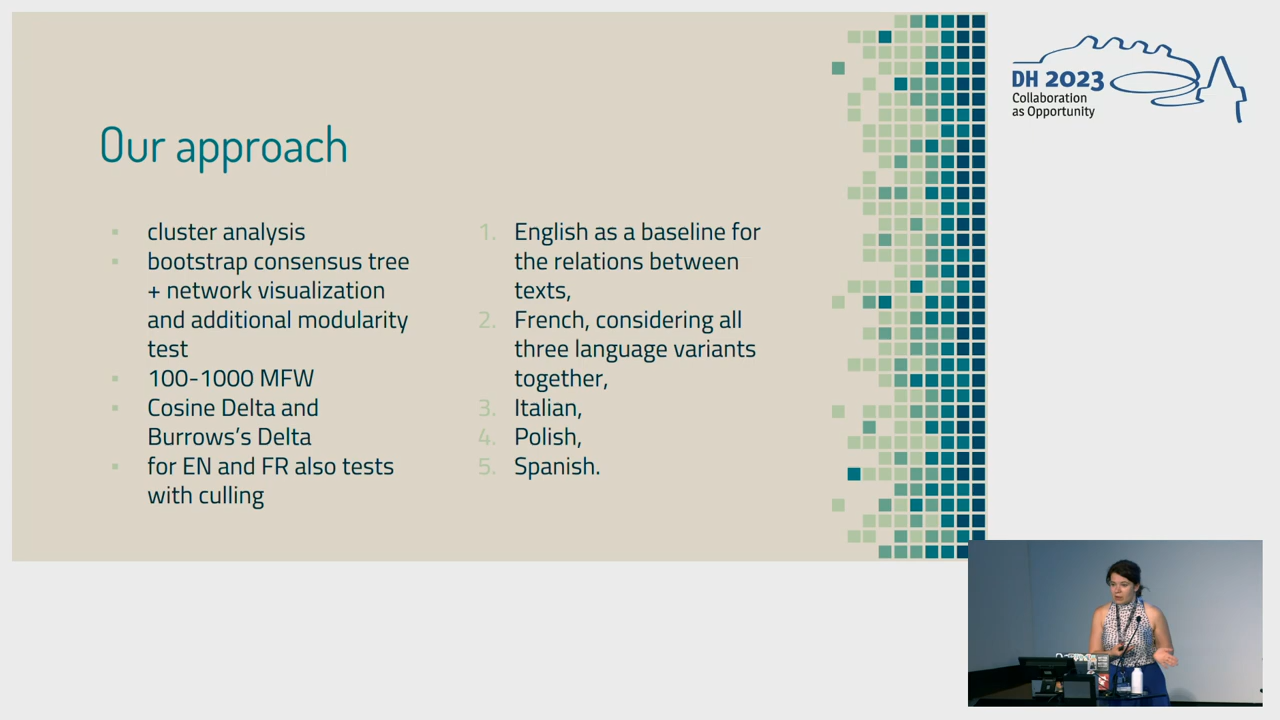 Our approach
cluster analysis
bootstrap consensus tree
+ network visualization
and additional modularity
test
100-1000 MFW
Cosine Delta and
Burrows's Delta
for EN and FR also tests
with culling
1. English as a baseline for
the relations between
texts,
2. French, considering all
three language variants
together,
3. Italian,
4. Polish,
5. Spanish.
DH 2023
Collaboration
as Opportunity